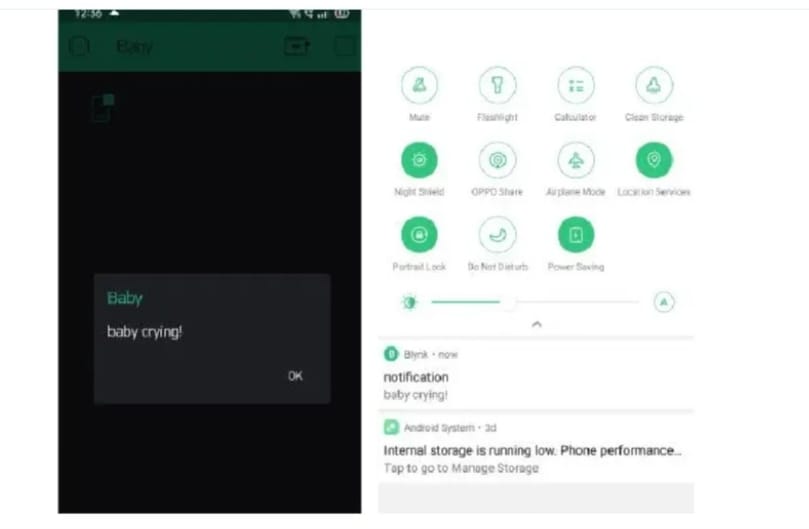 12:36
Baby
Baby
baby crying!
OK
Mute
Flashlight
Calculator
Clean Storage
Night Shield
OPPO Share
Airplane Mode
Location Services
Portrait Lock
Do Not Disturb
Power Saving
A
Blynk • now
notification
baby crying!
Android System • 3d
Internal storage is running low. Phone performance...
Tap to go to Manage Storage